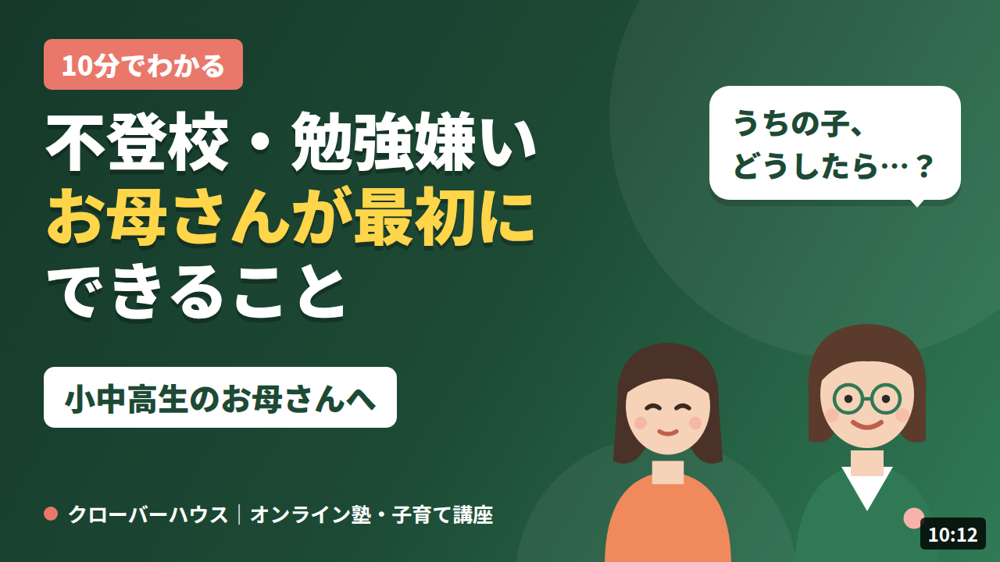 10分でわかる
不登校・勉強嫌い
お母さんが最初に
できること
うちの子、
どうしたら…？
小中高生のお母さんへ
クローバーハウス｜オンライン塾・子育て講座
10:12